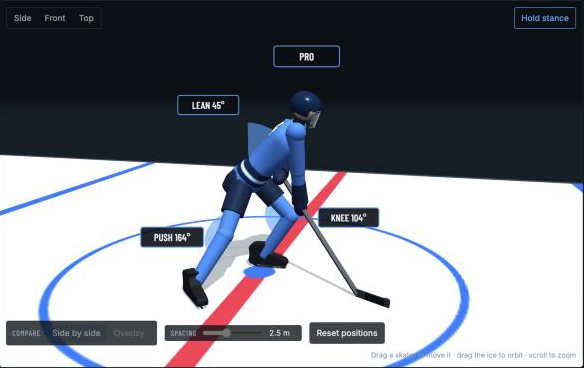 Side Front Top
Hold stance
PRO
LEAN 45°
KNEE 104°
PUSH 164°
COMPARE Side by side Overlay
SPACING 2.5 m
Reset positions
Drag a skater move it · drag the ice to orbit · scroll to zoom